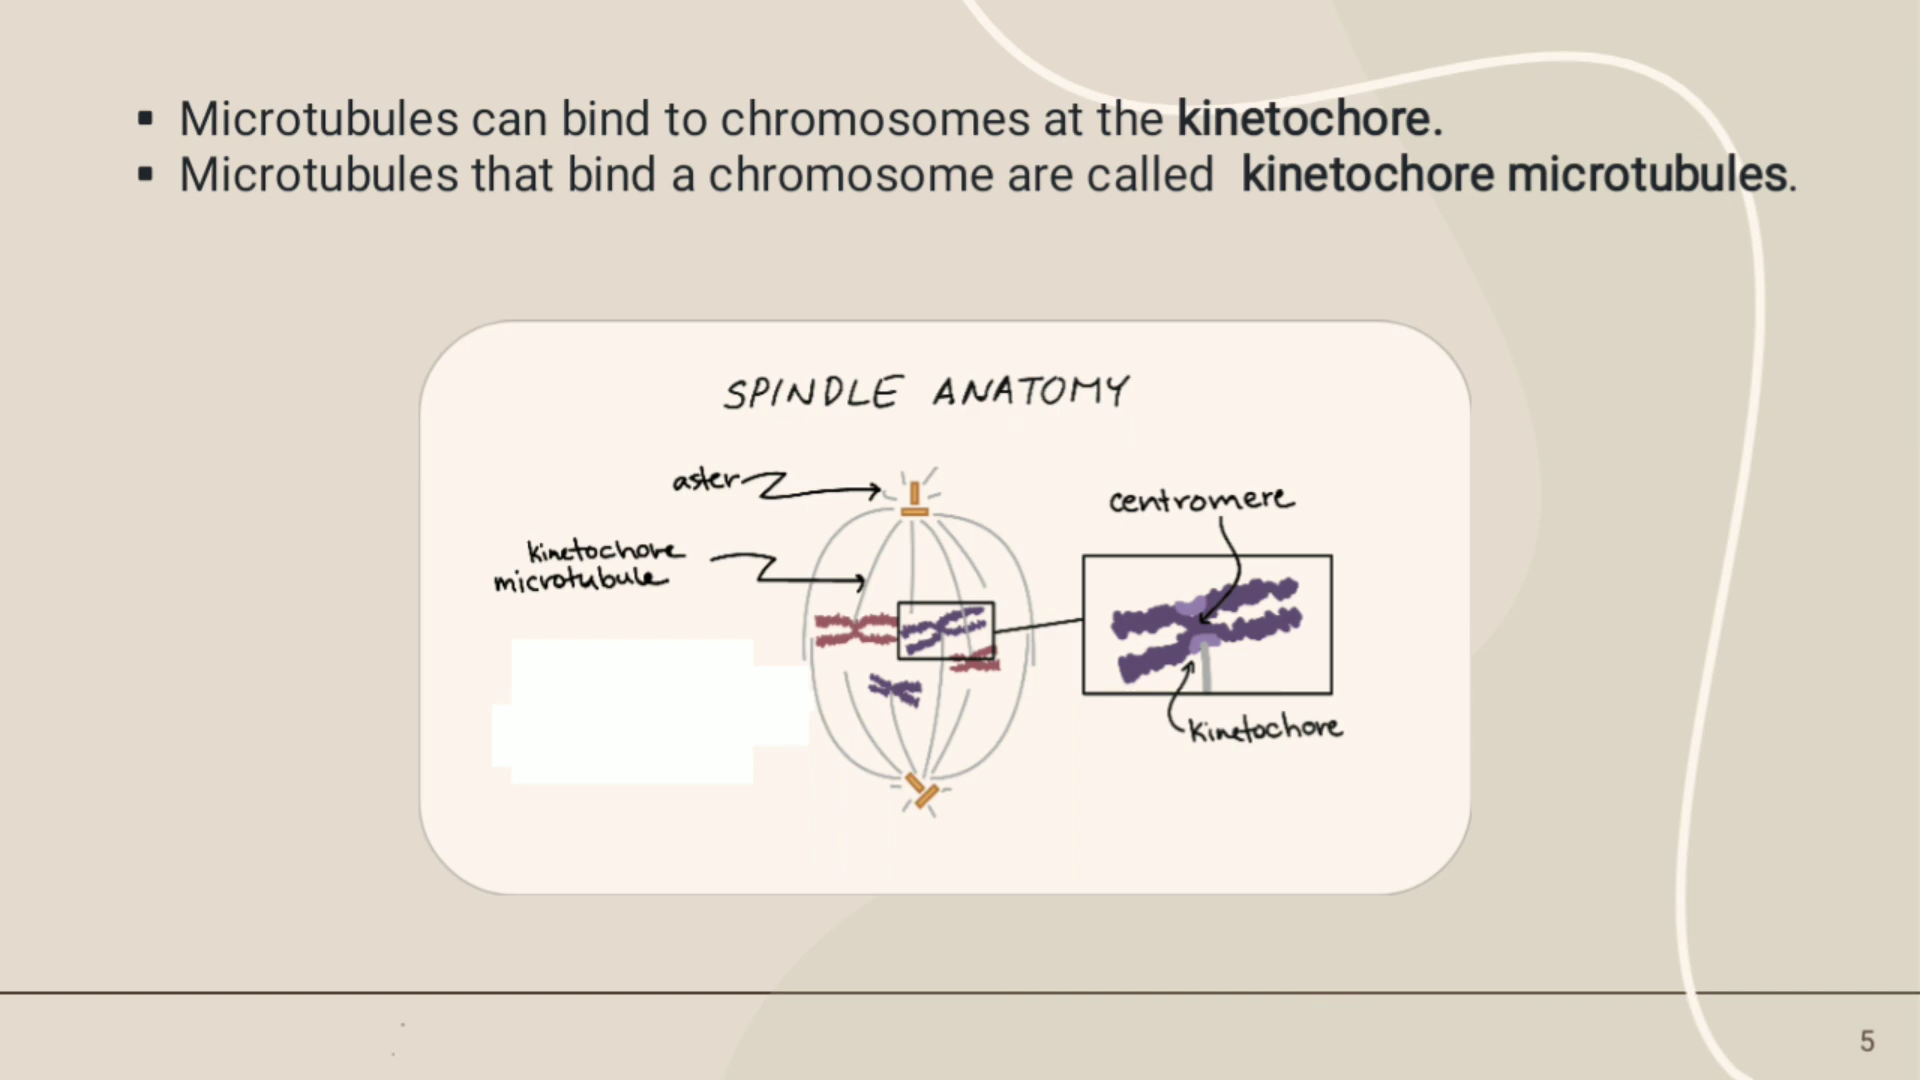 ▪ Microtubules can bind to chromosomes at the kinetochore.
▪ Microtubules that bind a chromosome are called kinetochore microtubules.
SPINDLE ANATOMY
aster
centromere
kinetochore
microtubule
kinetochore
5